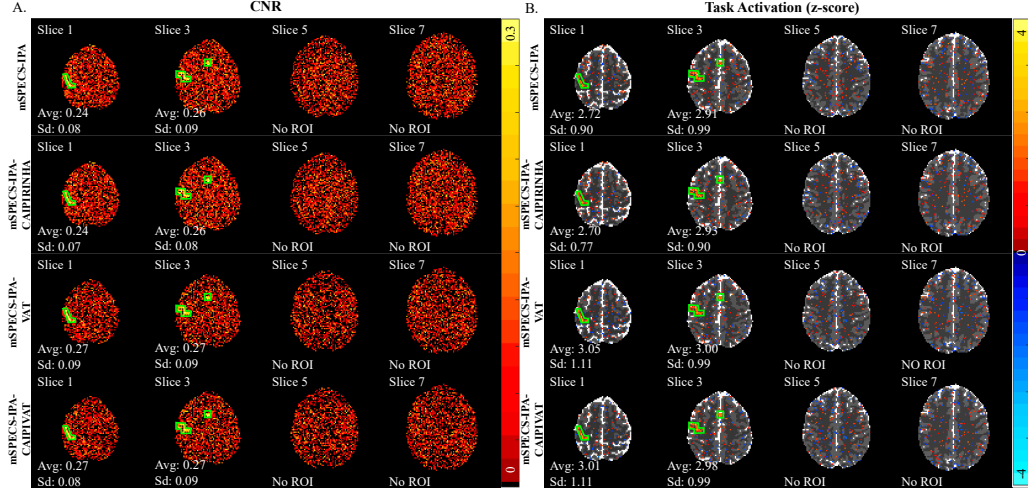 A.
CNR
mSPECS-IPA
Slice 1
Slice 3
Slice 5
Slice 7
Avg: 0.24
Sd: 0.08
Avg: 0.26
Sd: 0.09
No ROI
No ROI
mSPECS-IPA-
CAIPIRINHA
Slice 1
Slice 3
Slice 5
Slice 7
Avg: 0.24
Sd: 0.07
Avg: 0.26
Sd: 0.08
No ROI
No ROI
mSPECS-IPA-
VAT
Slice 1
Slice 3
Slice 5
Slice 7
Avg: 0.27
Sd: 0.09
Avg: 0.27
Sd: 0.09
No ROI
No ROI
mSPECS-IPA-
CAIPIVAT
Slice 1
Slice 3
Slice 5
Slice 7
Avg: 0.27
Sd: 0.08
Avg: 0.27
Sd: 0.09
No ROI
No ROI
0.3
0
B.
Task Activation (z-score)
mSPECS-IPA
Slice 1
Slice 3
Slice 5
Slice 7
Avg: 2.72
Sd: 0.90
Avg: 2.91
Sd: 0.99
No ROI
No ROI
mSPECS-IPA-
CAIPIRINHA
Slice 1
Slice 3
Slice 5
Slice 7
Avg: 2.70
Sd: 0.77
Avg: 2.93
Sd: 0.90
No ROI
No ROI
mSPECS-IPA-
VAT
Slice 1
Slice 3
Slice 5
Slice 7
Avg: 3.05
Sd: 1.11
Avg: 3.00
Sd: 0.99
No ROI
NO ROI
mSPECS-IPA-
CAIPIVAT
Slice 1
Slice 3
Slice 5
Slice 7
Avg: 3.01
Sd: 1.11
Avg: 2.98
Sd: 0.99
No ROI
No ROI
4
0
-4